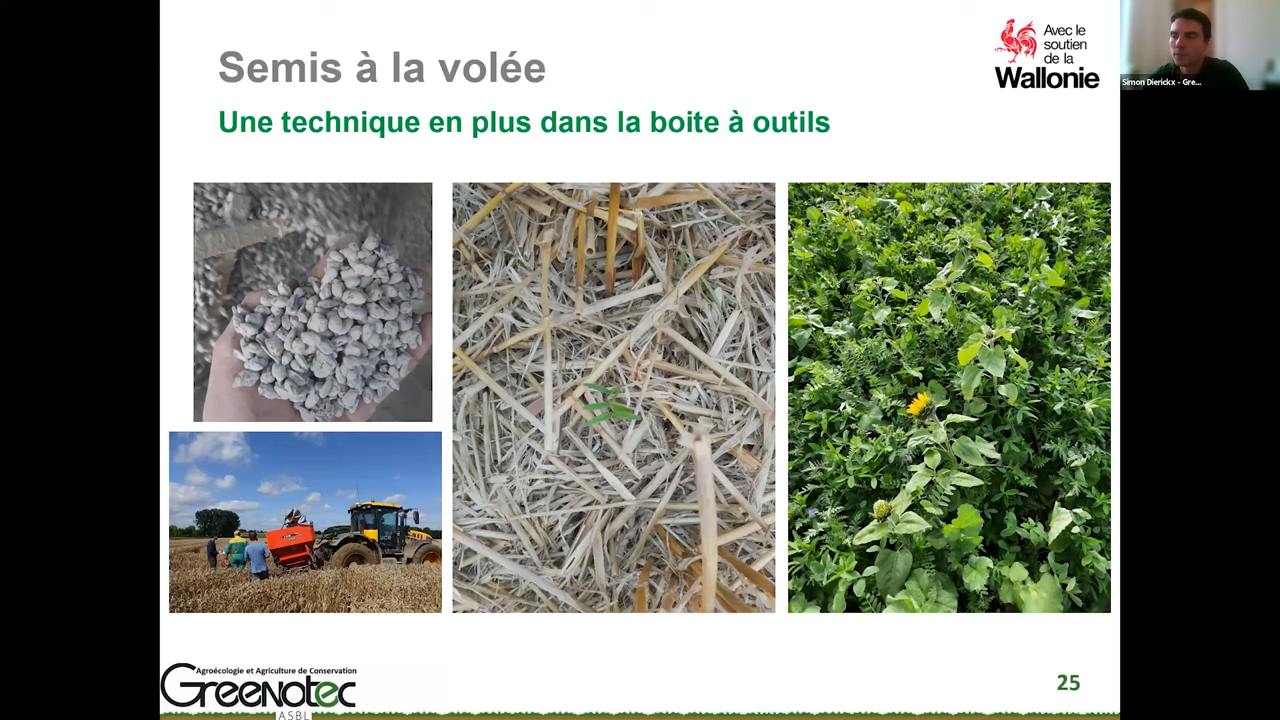 Semis à la volée
Une technique en plus dans la boite à outils
Avec le
soutien
de la
Wallonie
Simon Dierickx - Gre...
Agroécologie et Agriculture de Conservation
Greenotec
ASBL
25